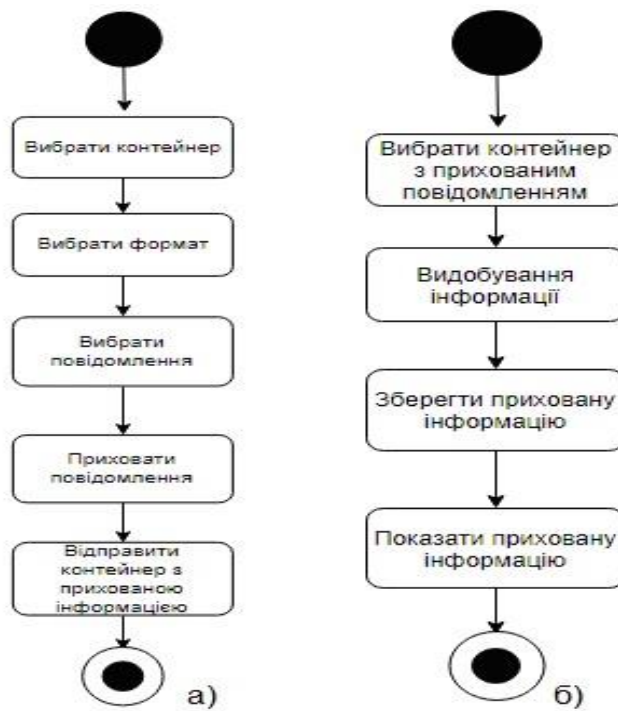 Вибрати контейнер
Вибрати формат
Вибрати
повідомлення
Приховати
повідомлення
Відправити
контейнер з
прихованою
інформацією
а)
Вибрати контейнер
з прихованим
повідомленням
Видобування
інформації
Зберегти приховану
інформацію
Показати приховану
інформацію
б)